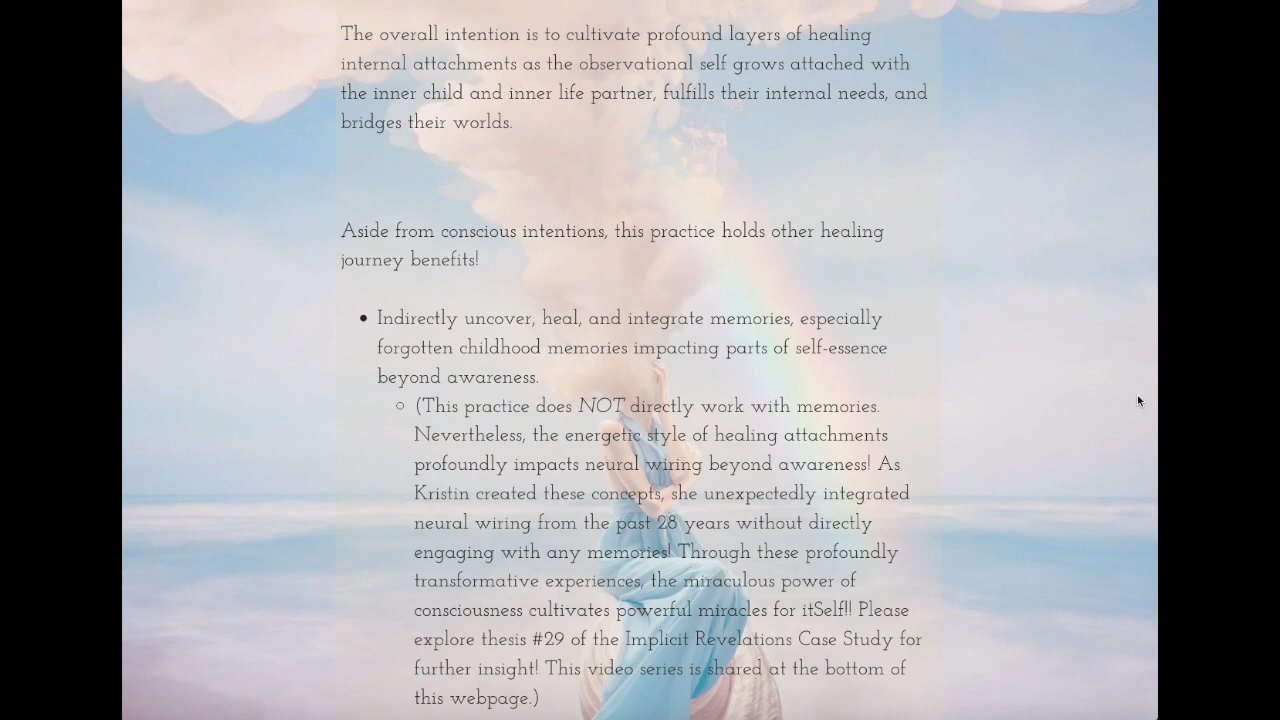 The overall intention is to cultivate profound layers of healing
internal attachments as the observational self grows attached with
the inner child and inner life partner, fulfills their internal needs, and
bridges their worlds.
Aside from conscious intentions, this practice holds other healing
journey benefits!
• Indirectly uncover, heal, and integrate memories, especially
forgotten childhood memories impacting parts of self-essence
beyond awareness.
○ (This practice does NOT directly work with memories.
Nevertheless, the energetic style of healing attachments
profoundly impacts neural wiring beyond awareness! As
Kristin created these concepts, she unexpectedly integrated
neural wiring from the past 28 years without directly
engaging with any memories! Through these profoundly
transformative experiences, the miraculous power of
consciousness cultivates powerful miracles for itSelf!! Please
explore thesis #29 of the Implicit Revelations Case Study for
further insight! This video series is shared at the bottom of
this webpage.)